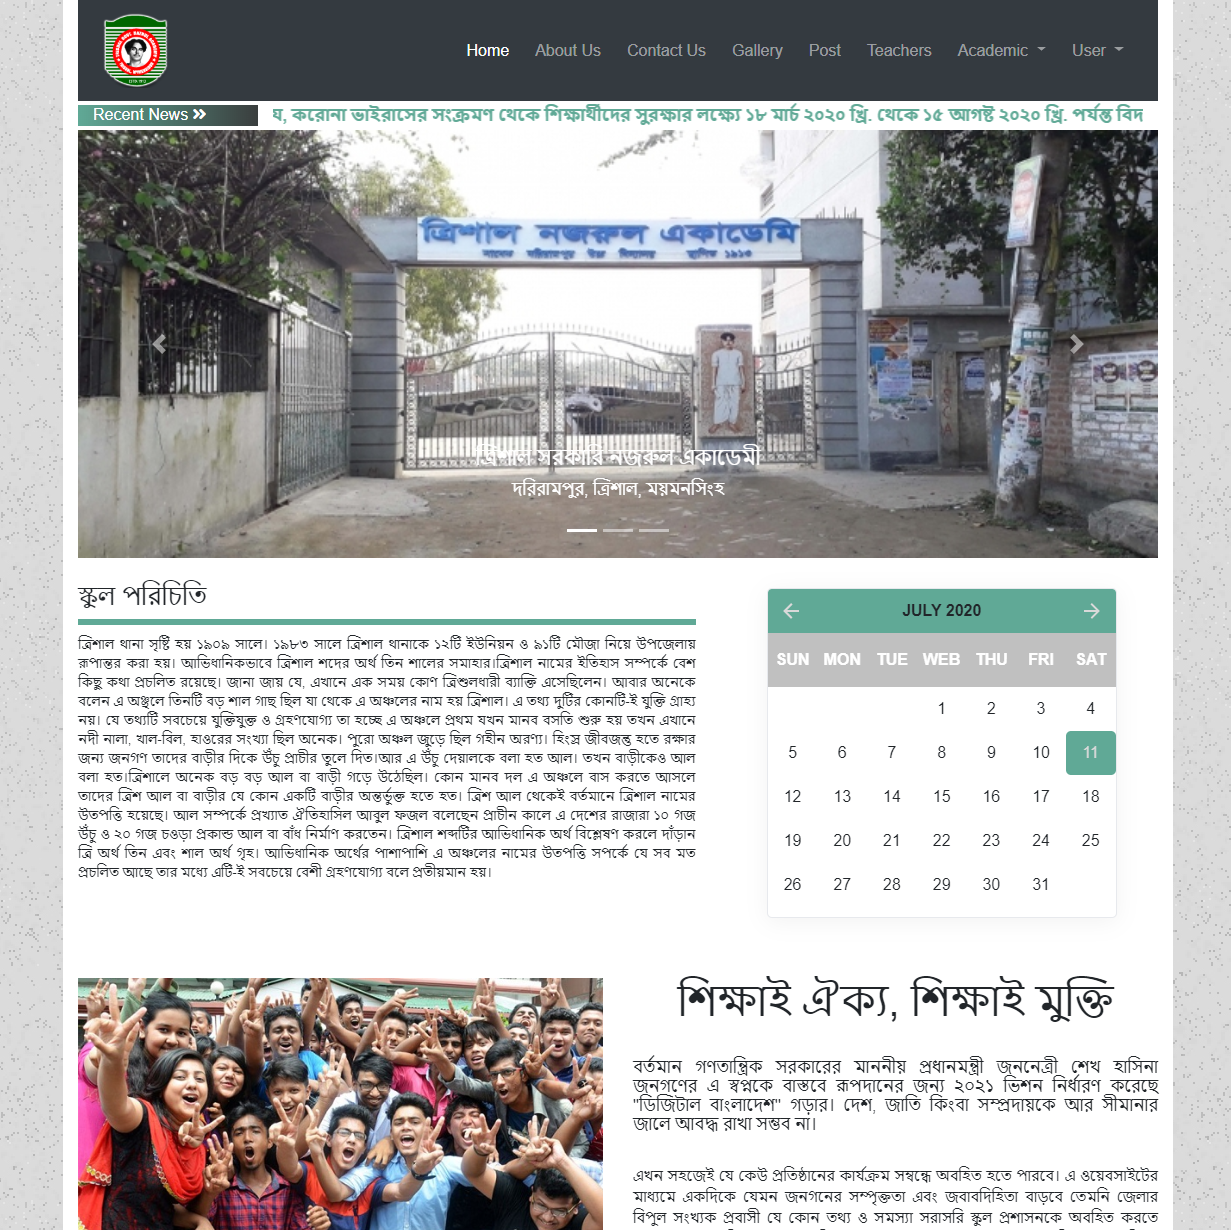 Home About Us Contact Us Gallery Post Teachers Academic User
Recent News »
য, করোনা ভাইরাসের সংক্রমণ থেকে শিক্ষার্থীদের সুরক্ষার লক্ষ্যে ১৮ মার্চ ২০২০ খ্রি. থেকে ১৫ আগষ্ট ২০২০ খ্রি. পর্যন্ত বিদ
ত্রিশাল নজরুল একাডেমি
সাবেক দরিরামপুর উচ্চ বিদ্যালয় স্থাপিত ১৯১৩
ত্রিশাল সরকারি নজরুল একাডেমী
দরিরামপুর, ত্রিশাল, ময়মনসিংহ
স্কুল পরিচিতি
ত্রিশাল থানা সৃষ্টি হয় ১৯০৯ সালে। ১৯৮৩ সালে ত্রিশাল থানাকে ১২টি ইউনিয়ন ও ৯১টি মৌজা নিয়ে উপজেলায়
রূপান্তর করা হয়। আভিধানিকভাবে ত্রিশাল শদের অর্থ তিন শালের সমাহার।ত্রিশাল নামের ইতিহাস সম্পর্কে বেশ
কিছু কথা প্রচলিত রয়েছে। জানা জায় যে, এখানে এক সময় কোণ ত্রিশুলধারী ব্যাক্তি এসেছিলেন। আবার অনেকে
বলেন এ অঞ্চলে তিনটি বড় শাল গাছ ছিল যা থেকে এ অঞ্চলের নাম হয় ত্রিশাল। এ তথ্য দুটির কোনটি-ই যুক্তি গ্রাহ্য
নয়। যে তথ্যটি সবচেয়ে যুক্তিযুক্ত ও গ্রহণযোগ্য তা হচ্ছে এ অঞ্চলে প্রথম যখন মানব বসতি শুরু হয় তখন এখানে
নদী নালা, খাল-বিল, হাওরের সংখ্যা ছিল অনেক। পুরো অঞ্চল জুড়ে ছিল গহীন অরণ্য। হিংস্র জীবজন্তু হতে রক্ষার
জন্য জনগণ তাদের বাড়ীর দিকে উঁচু প্রাচীর তুলে দিত।আর এ উঁচু দেয়ালকে বলা হত আল। তখন বাড়ীকেও আল
বলা হত।ত্রিশালে অনেক বড় বড় আল বা বাড়ী গড়ে উঠেছিল। কোন মানব দল এ অঞ্চলে বাস করতে আসলে
তাদের ত্রিশ আল বা বাড়ীর যে কোন একটি বাড়ীর অন্তর্ভুক্ত হতে হত। ত্রিশ আল থেকেই বর্তমানে ত্রিশাল নামের
উতপত্তি হয়েছে। আল সম্পর্কে প্রখ্যাত ঐতিহাসিল আবুল ফজল বলেছেন প্রাচীন কালে এ দেশের রাজারা ১০ গজ
উঁচু ও ২০ গজ চওড়া প্রকান্ড আল বা বাঁধ নির্মাণ করতেন। ত্রিশাল শব্দটির আভিধানিক অর্থ বিশ্লেষণ করলে দাঁড়ান
ত্রি অর্থ তিন এবং শাল অর্থ গৃহ। আভিধানিক অর্থের পাশাপাশি এ অঞ্চলের নামের উতপত্তি সপর্কে যে সব মত
প্রচলিত আছে তার মধ্যে এটি-ই সবচেয়ে বেশী গ্রহণযোগ্য বলে প্রতীয়মান হয়।
JULY 2020
SUN MON TUE WEB THU FRI SAT
1 2 3 4
5 6 7 8 9 10 11
12 13 14 15 16 17 18
19 20 21 22 23 24 25
26 27 28 29 30 31
শিক্ষাই ঐক্য, শিক্ষাই মুক্তি
বর্তমান গণতান্ত্রিক সরকারের মাননীয় প্রধানমন্ত্রী জননেত্রী শেখ হাসিনা
জনগণের এ স্বপ্নকে বাস্তবে রূপদানের জন্য ২০২১ ভিশন নির্ধারণ করেছে
"ডিজিটাল বাংলাদেশ" গড়ার। দেশ, জাতি কিংবা সম্প্রদায়কে আর সীমানার
জালে আবদ্ধ রাখা সম্ভব না।
এখন সহজেই যে কেউ প্রতিষ্ঠানের কার্যক্রম সম্বন্ধে অবহিত হতে পারবে। এ ওয়েবসাইটের
মাধ্যমে একদিকে যেমন জনগনের সম্পৃক্ততা এবং জবাবদিহিতা বাড়বে তেমনি জেলার
বিপুল সংখ্যক প্রবাসী যে কোন তথ্য ও সমস্যা সরাসরি স্কুল প্রশাসনকে অবহিত করতে